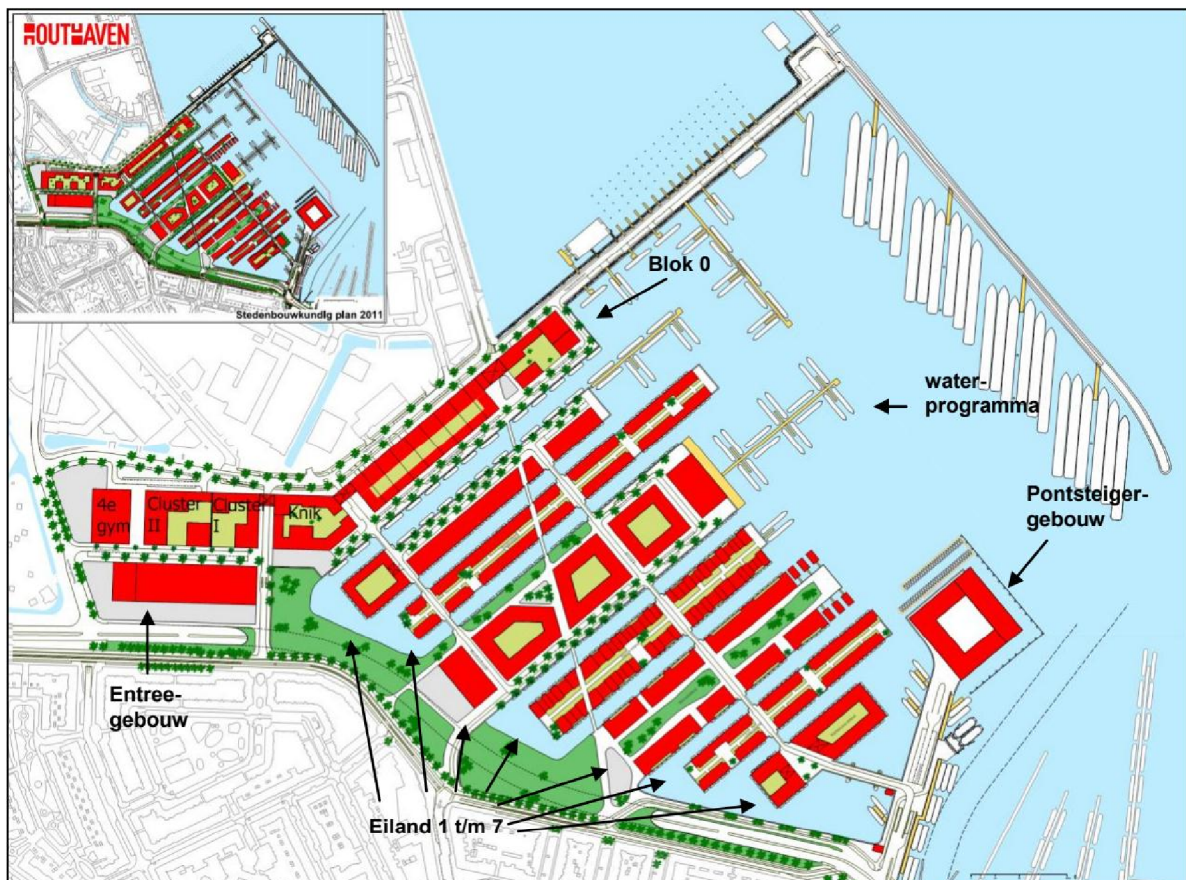 HOUTHAVEN
Stedenbouwkundig plan 2011
Blok 0
water-
programma
Pontsteiger-
gebouw
4e
gym
Cluster
II
Cluster
I
Knik
Entree-
gebouw
Eiland 1 t/m 7